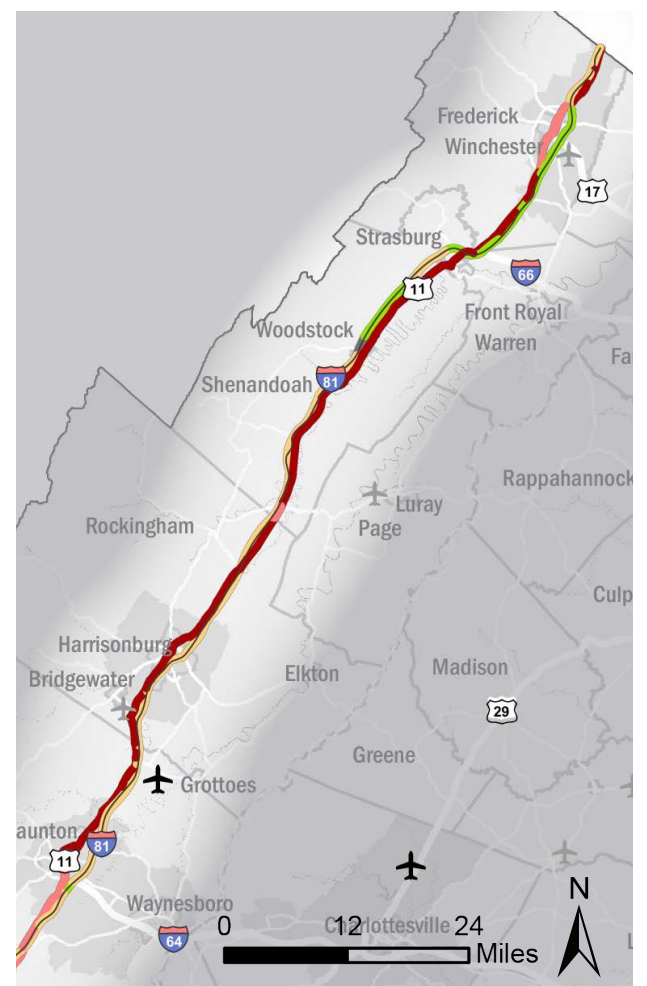 Frederick
Winchester
17
Strasburg
66
11
Front Royal
Woodstock
Warren
Fa
81
Shenandoah
Rappahannock
Luray
Rockingham
Page
Culp
Harrisonburg
Elkton
Madison
Bridgewater
29
Greene
Grottoes
aunton
81
11
N
Waynesboro
0 12 24
Charlottesville
64
Miles
L